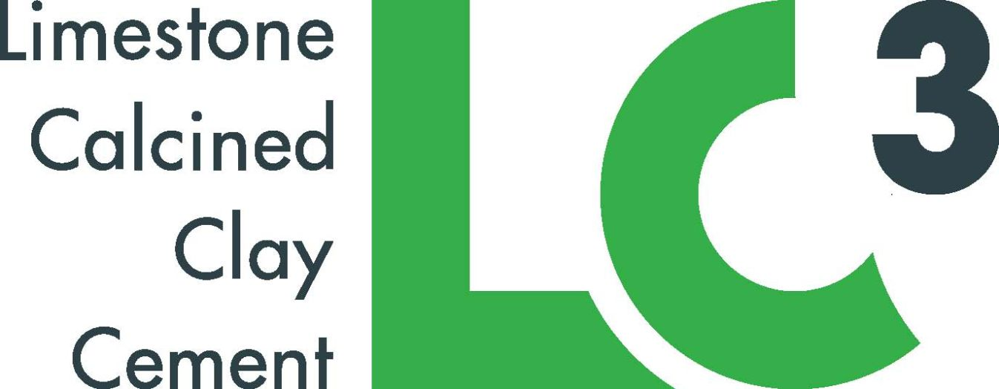 Limestone
Calcined
Clay
Cement
LC³